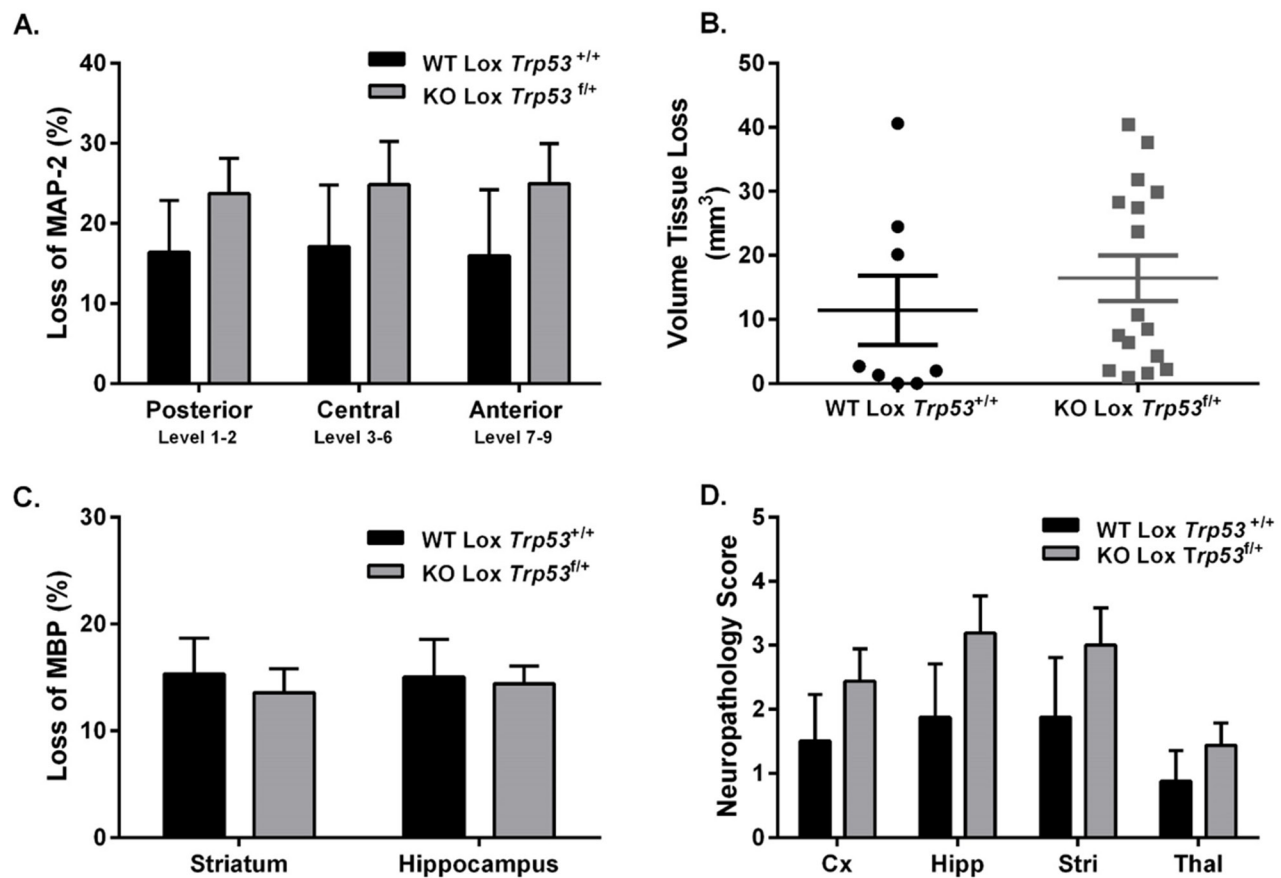 A.
WT Lox Trp53 +/+
KO Lox Trp53 f/+
Loss of MAP-2 (%)
40
30
20
10
0
Posterior Central Anterior
Level 1-2 Level 3-6 Level 7-9
B.
Volume Tissue Loss
(mm3)
50
40
30
20
10
0
WT Lox Trp53+/+ KO Lox Trp53f/+
C.
WT Lox Trp53+/+
KO Lox Trp53f/+
Loss of MBP (%)
30
20
10
0
Striatum Hippocampus
D.
WT Lox Trp53 +/+
KO Lox Trp53f/+
Neuropathology Score
5
4
3
2
1
0
Cx Hipp Stri Thal